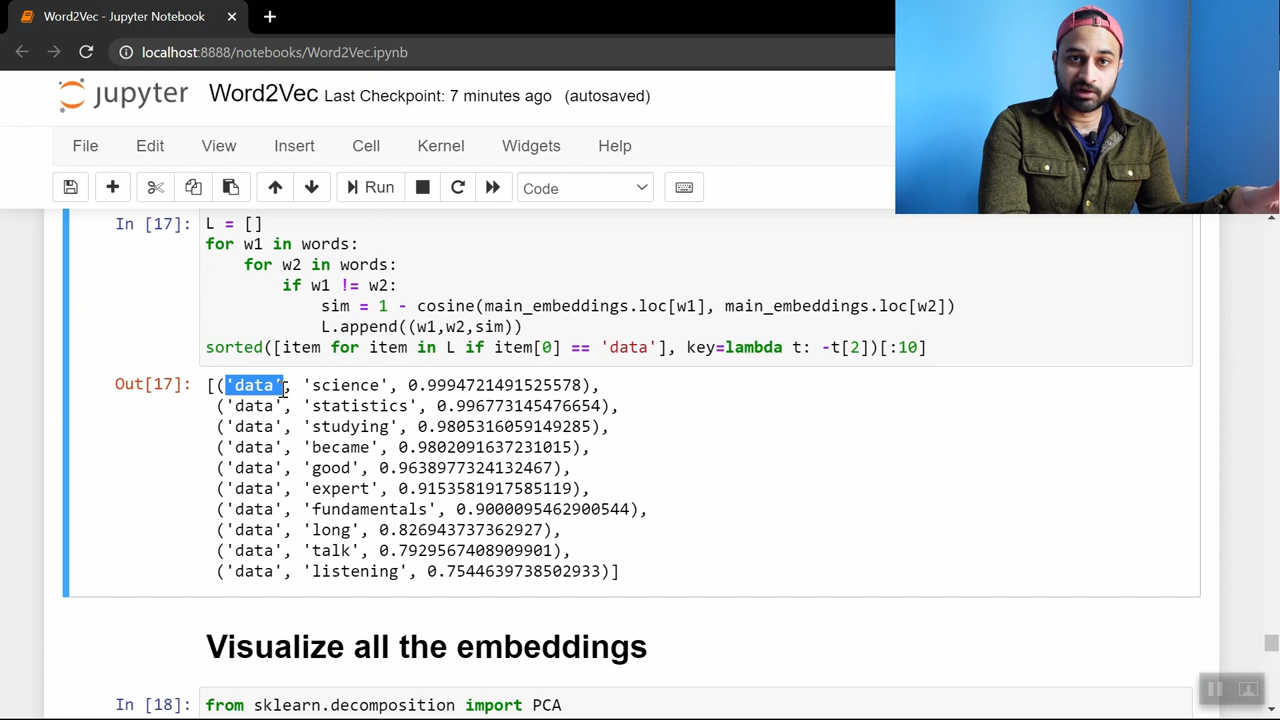 Word2Vec - Jupyter Notebook
localhost:8888/notebooks/Word2Vec.ipynb
jupyter Word2Vec Last Checkpoint: 7 minutes ago (autosaved)
File Edit View Insert Cell Kernel Widgets Help
Run Code
In [17]: L = []
for w1 in words:
for w2 in words:
if w1 != w2:
sim = 1 - cosine(main_embeddings.loc[w1], main_embeddings.loc[w2])
L.append((w1,w2,sim))
sorted([item for item in L if item[0] == 'data'], key=lambda t: -t[2])[:10]
Out[17]: [('data', 'science', 0.9994721491525578),
('data', 'statistics', 0.996773145476654),
('data', 'studying', 0.9805316059149285),
('data', 'became', 0.9802091637231015),
('data', 'good', 0.9638977324132467),
('data', 'expert', 0.9153581917585119),
('data', 'fundamentals', 0.9000095462900544),
('data', 'long', 0.826943737362927),
('data', 'talk', 0.7929567408909901),
('data', 'listening', 0.7544639738502933)]
Visualize all the embeddings
In [18]: from sklearn.decomposition import PCA